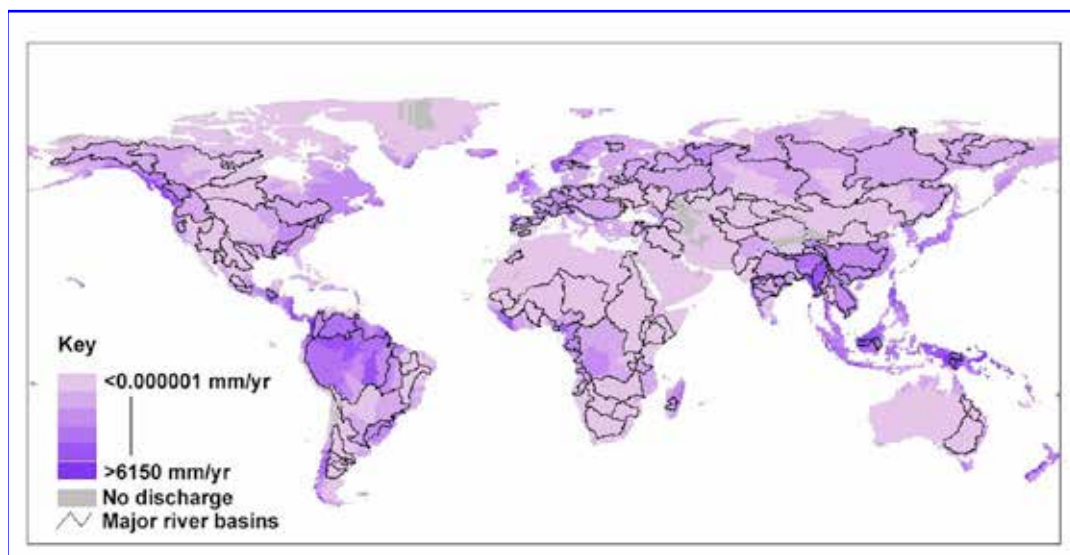 Key
<0.000001 mm/yr
>6150 mm/yr
No discharge
Major river basins